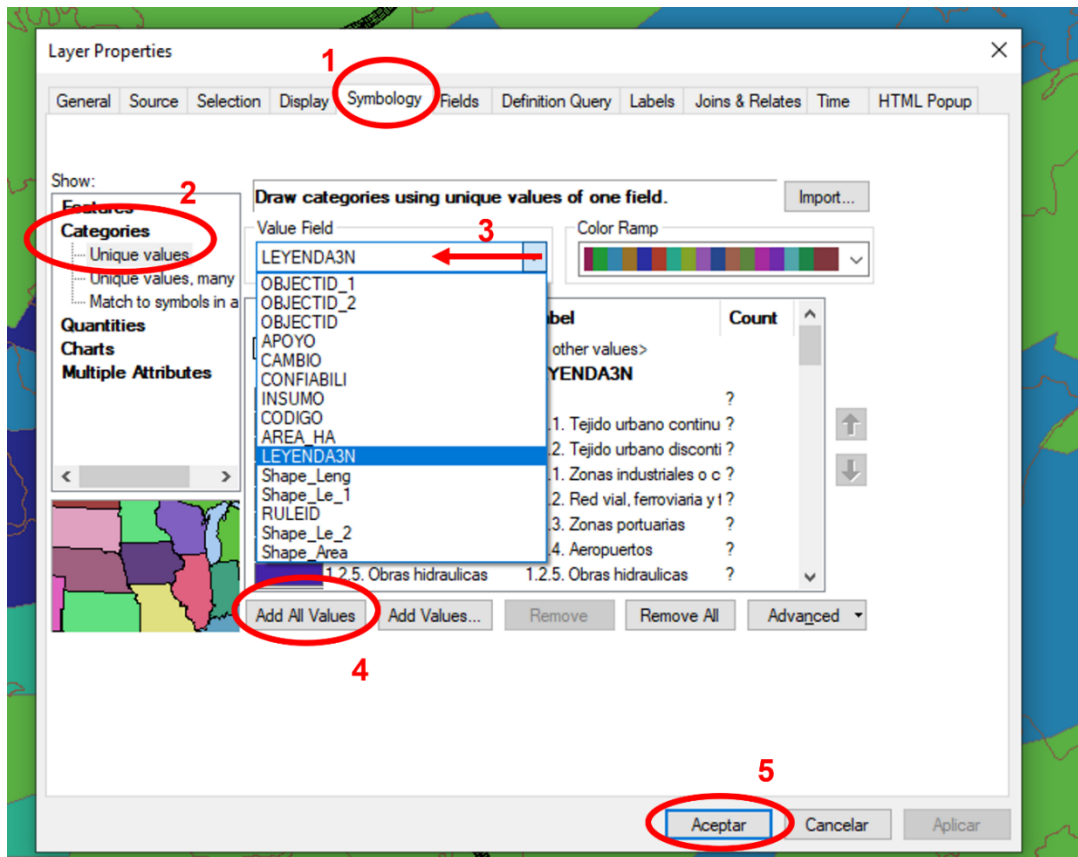 Layer Properties
1
General Source Selection Display Symbology Fields Definition Query Labels Joins & Relates Time HTML Popup
Show:
2
Features
Categories
Unique values
Unique values, many
Match to symbols in a
Quantities
Charts
Multiple Attributes
Draw categories using unique values of one field.
Import...
Value Field
3
Color Ramp
LEYENDA3N
OBJECTID_1
OBJECTID_2
OBJECTID
APOYO
CAMBIO
CONFIABILI
INSUMO
CODIGO
AREA_HA
LEYENDA3N
Shape_Leng
Shape_Le_1
RULEID
Shape_Le_2
Shape_Area
bel Count
other values>
YENDA3N
?
.1. Tejido urbano continu ?
.2. Tejido urbano disconti ?
.1. Zonas industriales o c ?
.2. Red vial, ferroviaria y t ?
.3. Zonas portuarias ?
.4. Aeropuertos ?
1.2.5. Obras hidraulicas 1.2.5. Obras hidraulicas ?
Add All Values Add Values... Remove Remove All Advanced
4
5
Aceptar Cancelar Aplicar